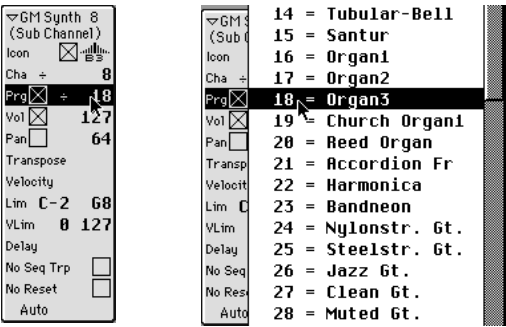 GM Synth 8
(Sub Channel)
Icon
Cha ÷ 8
Prg ÷ 18
Vol 127
Pan 64
Transpose
Velocity
Lim C-2 G8
VLim 0 127
Delay
No Seq Trp
No Reset
Auto
GM S
(Sub C
Icon
Cha ÷
Prg
Vol
Pan
Transp
Velocit
Lim C
VLim
Delay
No Seq
No Res
Auto
14 = Tubular-Bell
15 = Santur
16 = Organ1
17 = Organ2
18 = Organ3
19 = Church Organ1
20 = Reed Organ
21 = Accordion Fr
22 = Harmonica
23 = Bandneon
24 = Nylonstr. Gt.
25 = Steelstr. Gt.
26 = Jazz Gt.
27 = Clean Gt.
28 = Muted Gt.